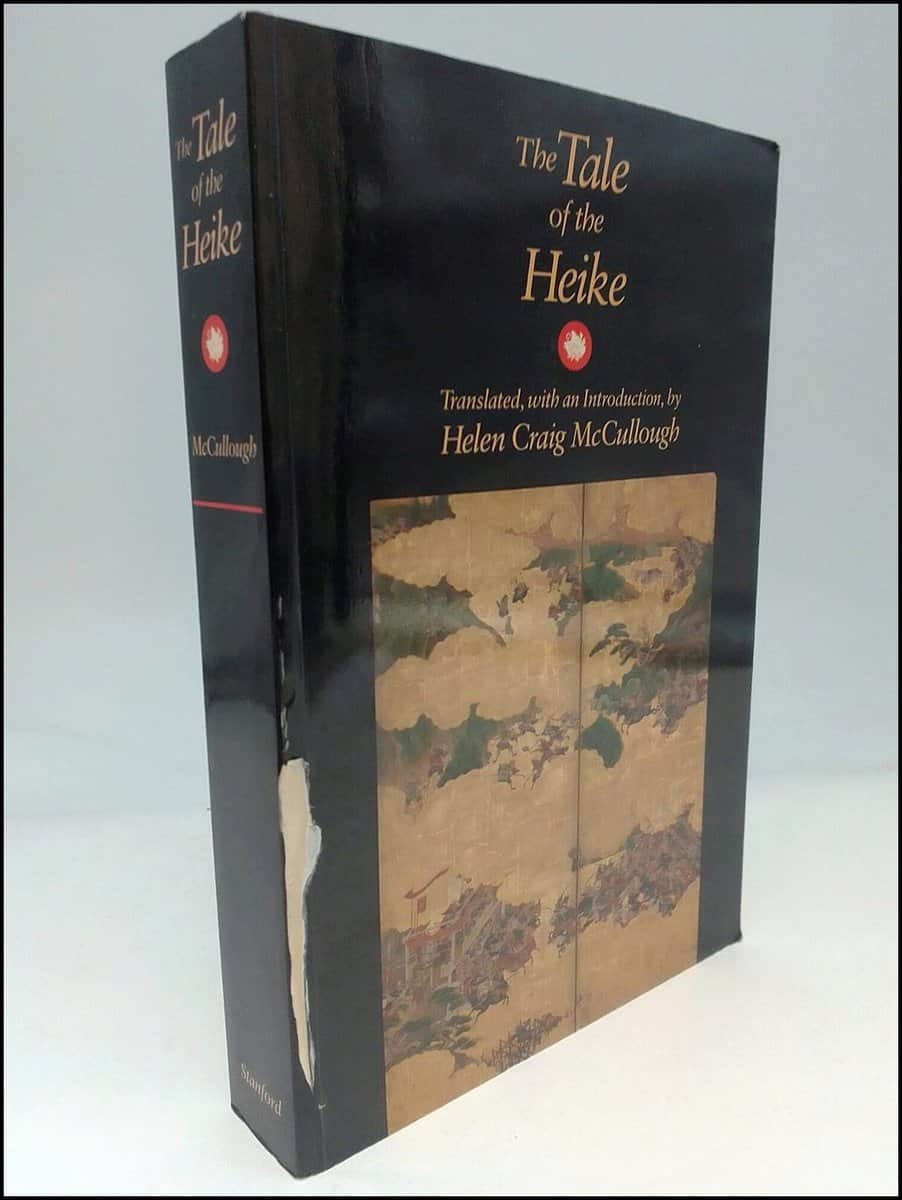 The Tale
of the
Heike
McCullough
Stanford
The Tale
of the
Heike
Translated, with an Introduction, by
Helen Craig McCullough